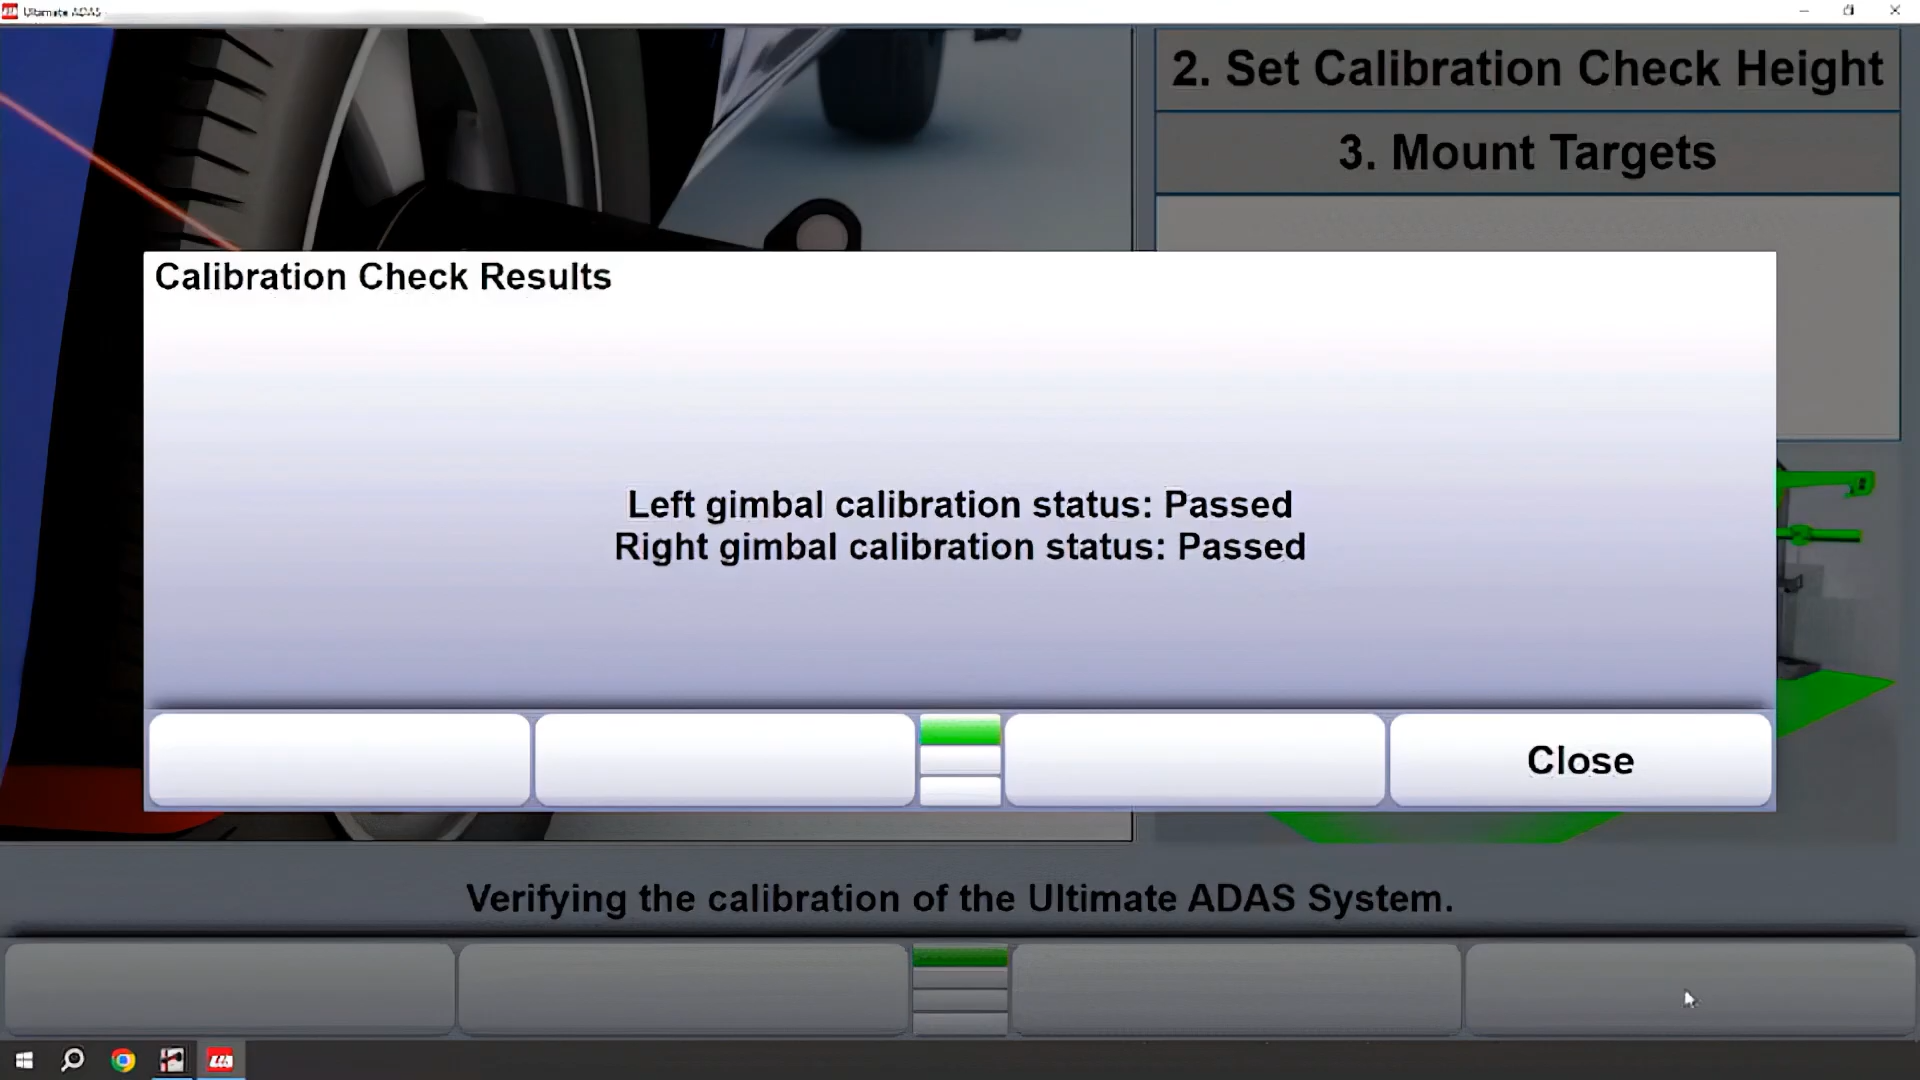 Ultimate ADAS
2. Set Calibration Check Height
3. Mount Targets
Calibration Check Results
Left gimbal calibration status: Passed
Right gimbal calibration status: Passed
Close
Verifying the calibration of the Ultimate ADAS System.